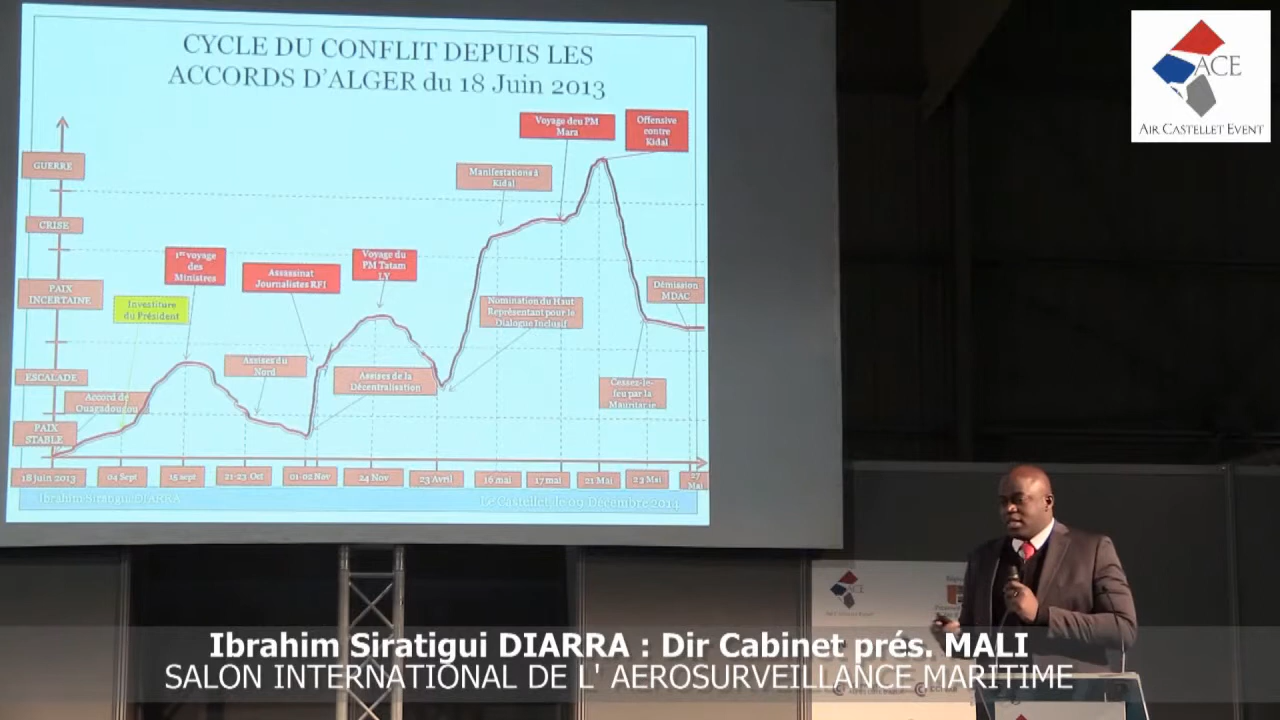 CYCLE DU CONFLIT DEPUIS LES
ACCORDS D'ALGER du 18 Juin 2013
ACE
AIR CASTELLET EVENT
Voyage deu PM
Mara
Offensive
contre
Kidal
GUERRE
Manifestations à
Kidal
CRISE
1er voyage
des
Ministres
Assassinat
Journalistes RFI
Voyage du
PM Tatam
LY
PAIX
INCERTAINE
Investiture
du Président
Nomination du Haut
Représentant pour le
Dialogue Inclusif
Démission
MDAC
ESCALADE
Assises du
Nord
Assises de la
Décentralisation
Cessez-le-
feu par la
Mauritanie
Accord de
Ouagadougou
PAIX
STABLE
18 Juin 2013
04 Sept
15 sept
21-23 Oct
01-02 Nov
24 Nov
23 Avril
16 mai
17 mai
21 Mai
23 Mai
27
Mai
Ibrahim Siratigui DIARRA
Le Castellet, le 09 Décembre 2014
ACE
Ibrahim Siratigui DIARRA : Dir Cabinet prés. MALI
SALON INTERNATIONAL DE L' AEROSURVEILLANCE MARITIME